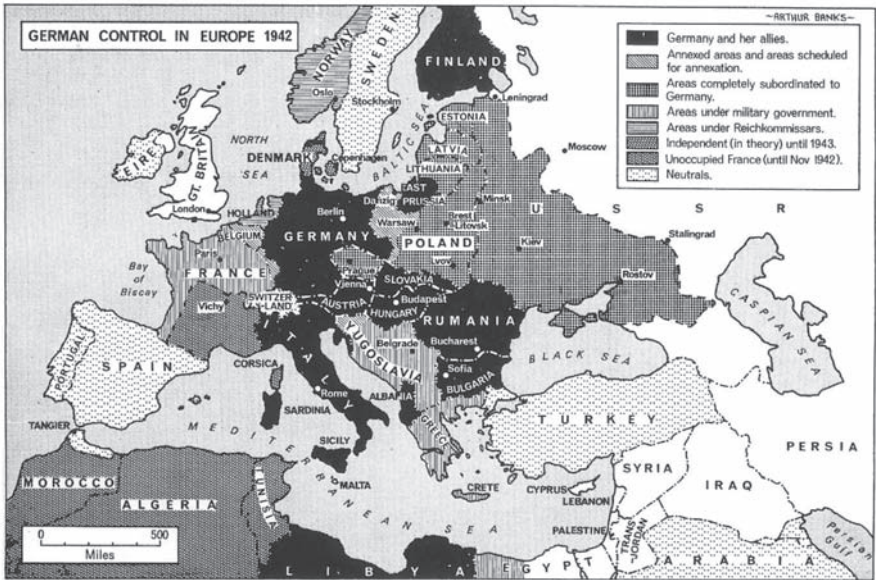 ~ARTHUR BANKS~
GERMAN CONTROL IN EUROPE 1942
Germany and her allies.
Annexed areas and areas scheduled
for annexation.
Areas completely subordinated to
Germany.
Areas under military government.
Areas under Reichkommissars.
Independent (in theory) until 1943.
Unoccupied France (until Nov 1942).
Neutrals.
NORWAY
SWEDEN
FINLAND
Oslo
Stockholm
Leningrad
ESTONIA
NORTH
SEA
BALTIC SEA
LATVIA
Moscow
EIRE
GT. BRITA
DENMARK
Copenhagen
LITHUANIA
EAST
PRUSSIA
Danzig
Minsk
London
HOLLAND
Berlin
Warsaw
Brest
Litovsk
U S S R
BELGIUM
GERMANY
POLAND
Kiev
Stalingrad
Paris
Prague
Lvov
Bay
of
Biscay
FRANCE
SLOVAKIA
Vienna
Rostov
Vichy
SWITZER
-LAND
AUSTRIA
Budapest
HUNGARY
RUMANIA
CASPIAN SEA
ITALY
YUGOSLAVIA
Belgrade
Bucharest
BLACK SEA
PORTUGAL
SPAIN
CORSICA
Sofia
BULGARIA
Rome
ALBANIA
SARDINIA
TURKEY
TANGIER
MEDITERRANEAN SEA
SICILY
GREECE
PERSIA
MOROCCO
ALGERIA
TUNISIA
MALTA
CRETE
CYPRUS
SYRIA
LEBANON
IRAQ
PALESTINE
TRANS
JORDAN
Persian
Gulf
0 500
Miles
LIBYA
EGYPT
ARABIA